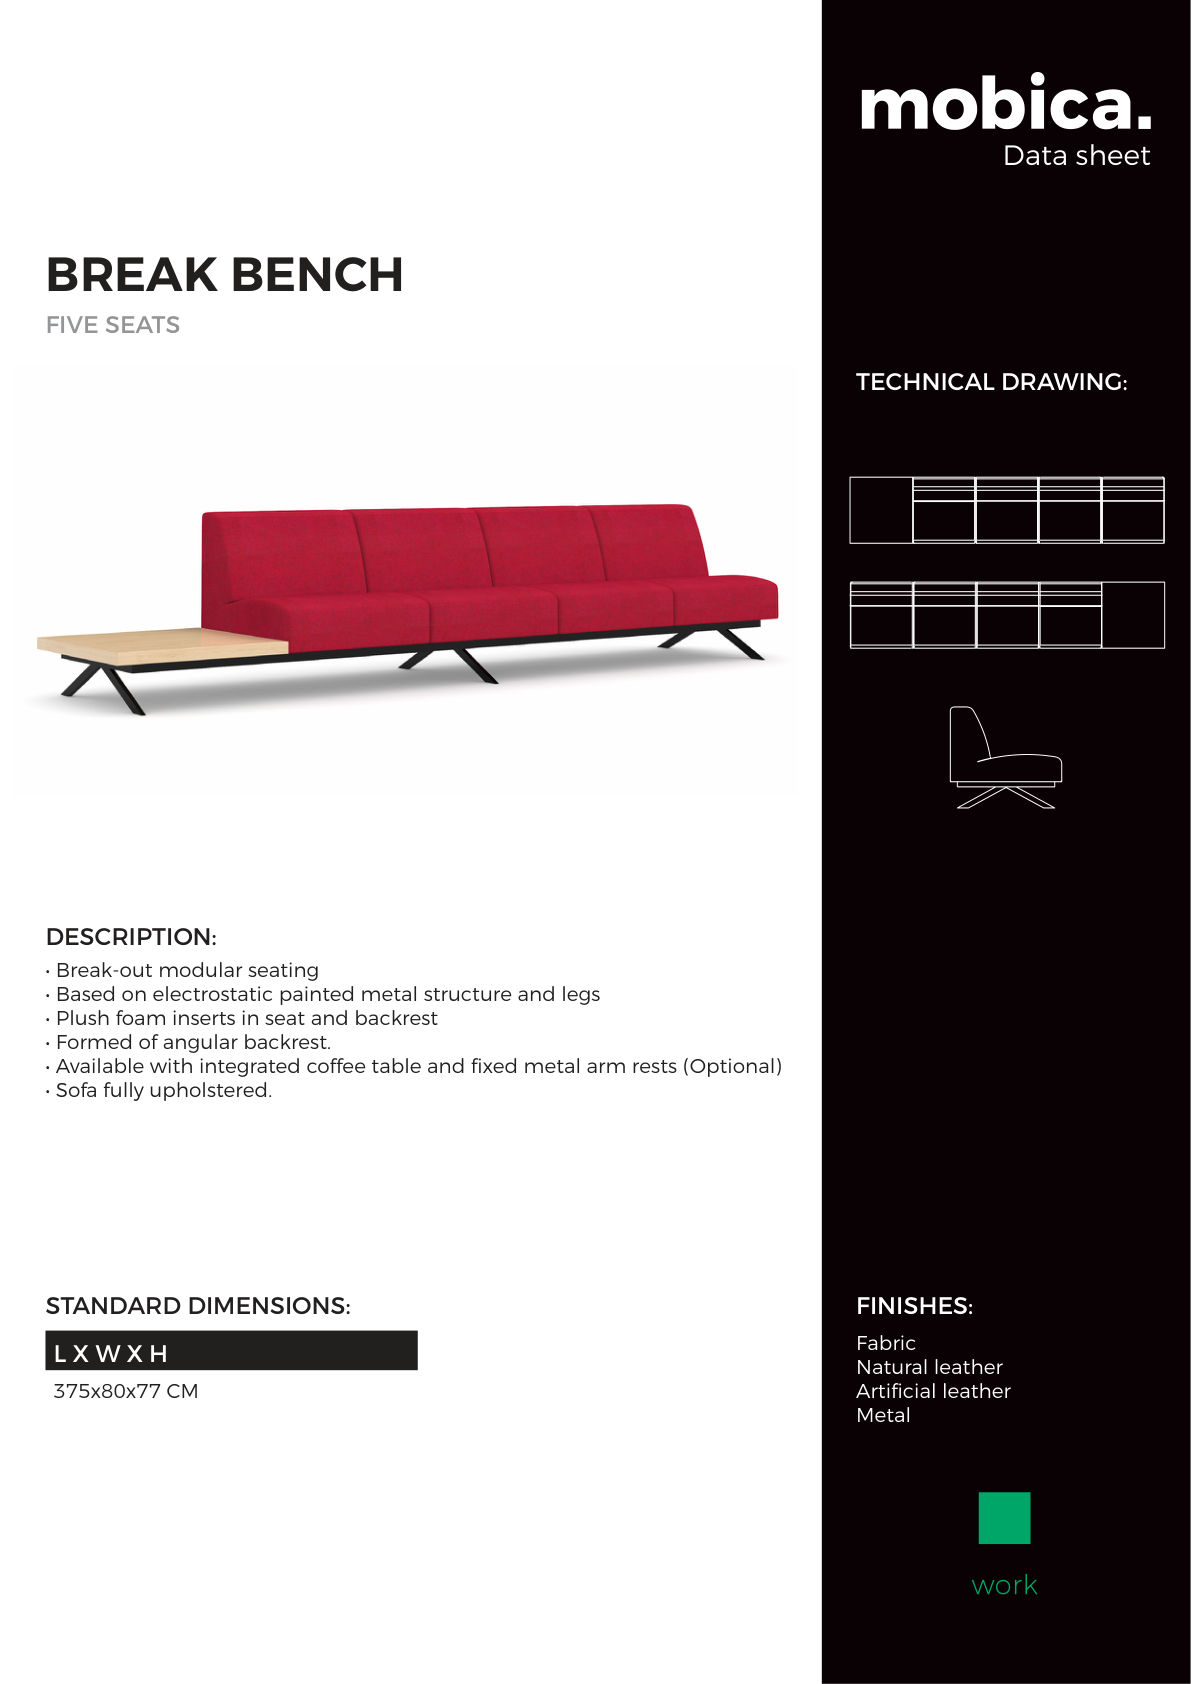 mobica.
Data sheet
BREAK BENCH
FIVE SEATS
TECHNICAL DRAWING:
DESCRIPTION:
• Break-out modular seating
• Based on electrostatic painted metal structure and legs
• Plush foam inserts in seat and backrest
• Formed of angular backrest.
• Available with integrated coffee table and fixed metal arm rests (Optional)
• Sofa fully upholstered.
STANDARD DIMENSIONS:
L X W X H
375x80x77 CM
FINISHES:
Fabric
Natural leather
Artificial leather
Metal
work